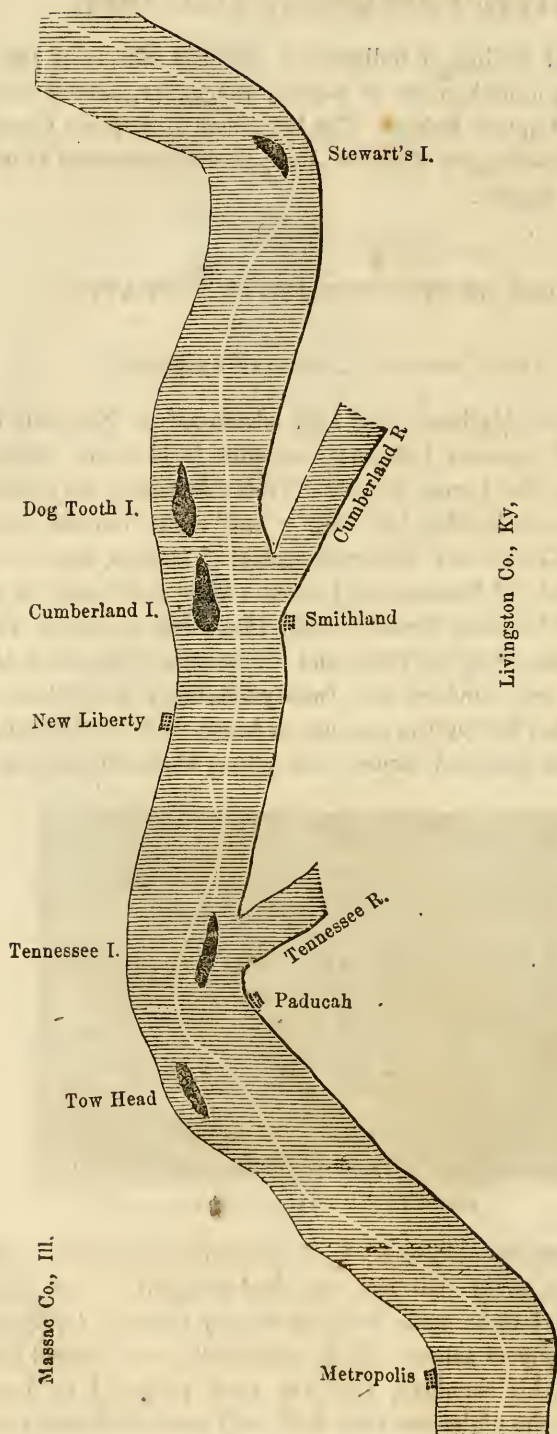 Stewart's I.
Cumberland R
Dog Tooth I.
Livingston Co., Ky,
Cumberland I.
Smithland
New Liberty
Tennessee I.
Tennessee R.
Paducah
Tow Head
Massac Co., Ill.
Metropolis